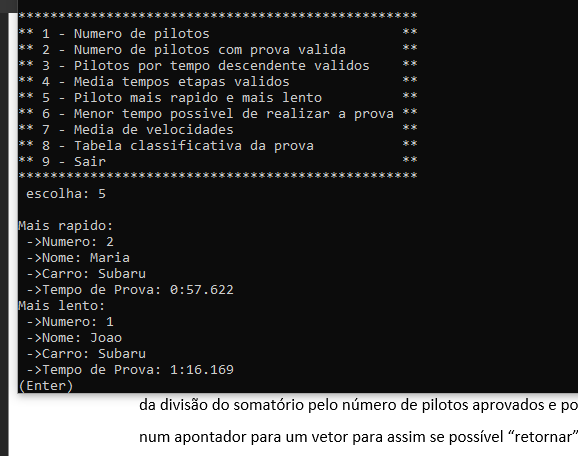 **************************************************
** 1 - Numero de pilotos **
** 2 - Numero de pilotos com prova valida **
** 3 - Pilotos por tempo descendente validos **
** 4 - Media tempos etapas validos **
** 5 - Piloto mais rapido e mais lento **
** 6 - Menor tempo possivel de realizar a prova **
** 7 - Media de velocidades **
** 8 - Tabela classificativa da prova **
** 9 - Sair **
**************************************************
escolha: 5
Mais rapido:
->Numero: 2
->Nome: Maria
->Carro: Subaru
->Tempo de Prova: 0:57.622
Mais lento:
->Numero: 1
->Nome: Joao
->Carro: Subaru
->Tempo de Prova: 1:16.169
(Enter)
da divisão do somatório pelo número de pilotos aprovados e po
num apontador para um vetor para assim se possível “retornar”